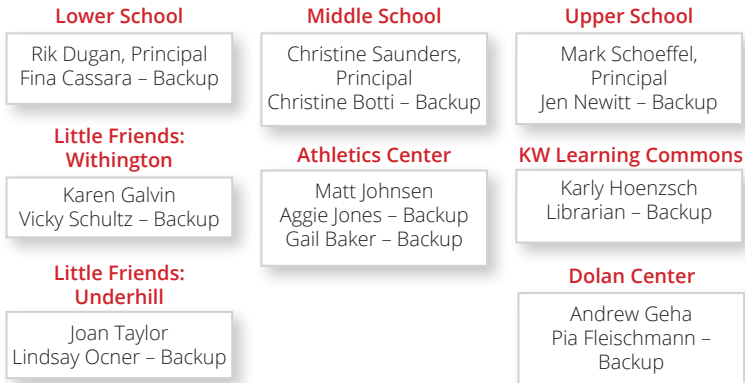 Lower School
Rik Dugan, Principal
Fina Cassara – Backup
Little Friends:
Withington
Karen Galvin
Vicky Schultz – Backup
Little Friends:
Underhill
Joan Taylor
Lindsay Ocner – Backup
Middle School
Christine Saunders,
Principal
Christine Botti – Backup
Athletics Center
Matt Johnsen
Aggie Jones – Backup
Gail Baker – Backup
Upper School
Mark Schoeffel,
Principal
Jen Newitt – Backup
KW Learning Commons
Karly Hoenzsch
Librarian – Backup
Dolan Center
Andrew Geha
Pia Fleischmann –
Backup